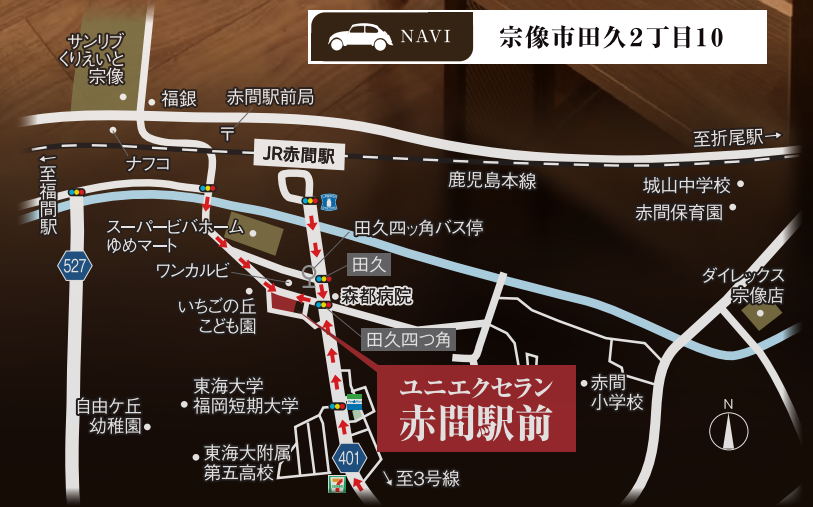 NAVI
宗像市田久2丁目10
サンリブ
くりえいと
宗像
福銀
赤間駅前局
〒
至折尾駅→
JR赤間駅
ナフコ
←至福間駅
鹿児島本線
城山中学校
赤間保育園
スーパービバホーム
ゆめマート
田久四ッ角バス停
527
ワンカルビ
田久
ダイレックス
宗像店
森都病院
いちごの丘
こども園
田久四つ角
ユニエクセラン
赤間駅前
赤間
小学校
東海大学
福岡短期大学
自由ケ丘
幼稚園
N
東海大附属
第五高校
401
至3号線
7